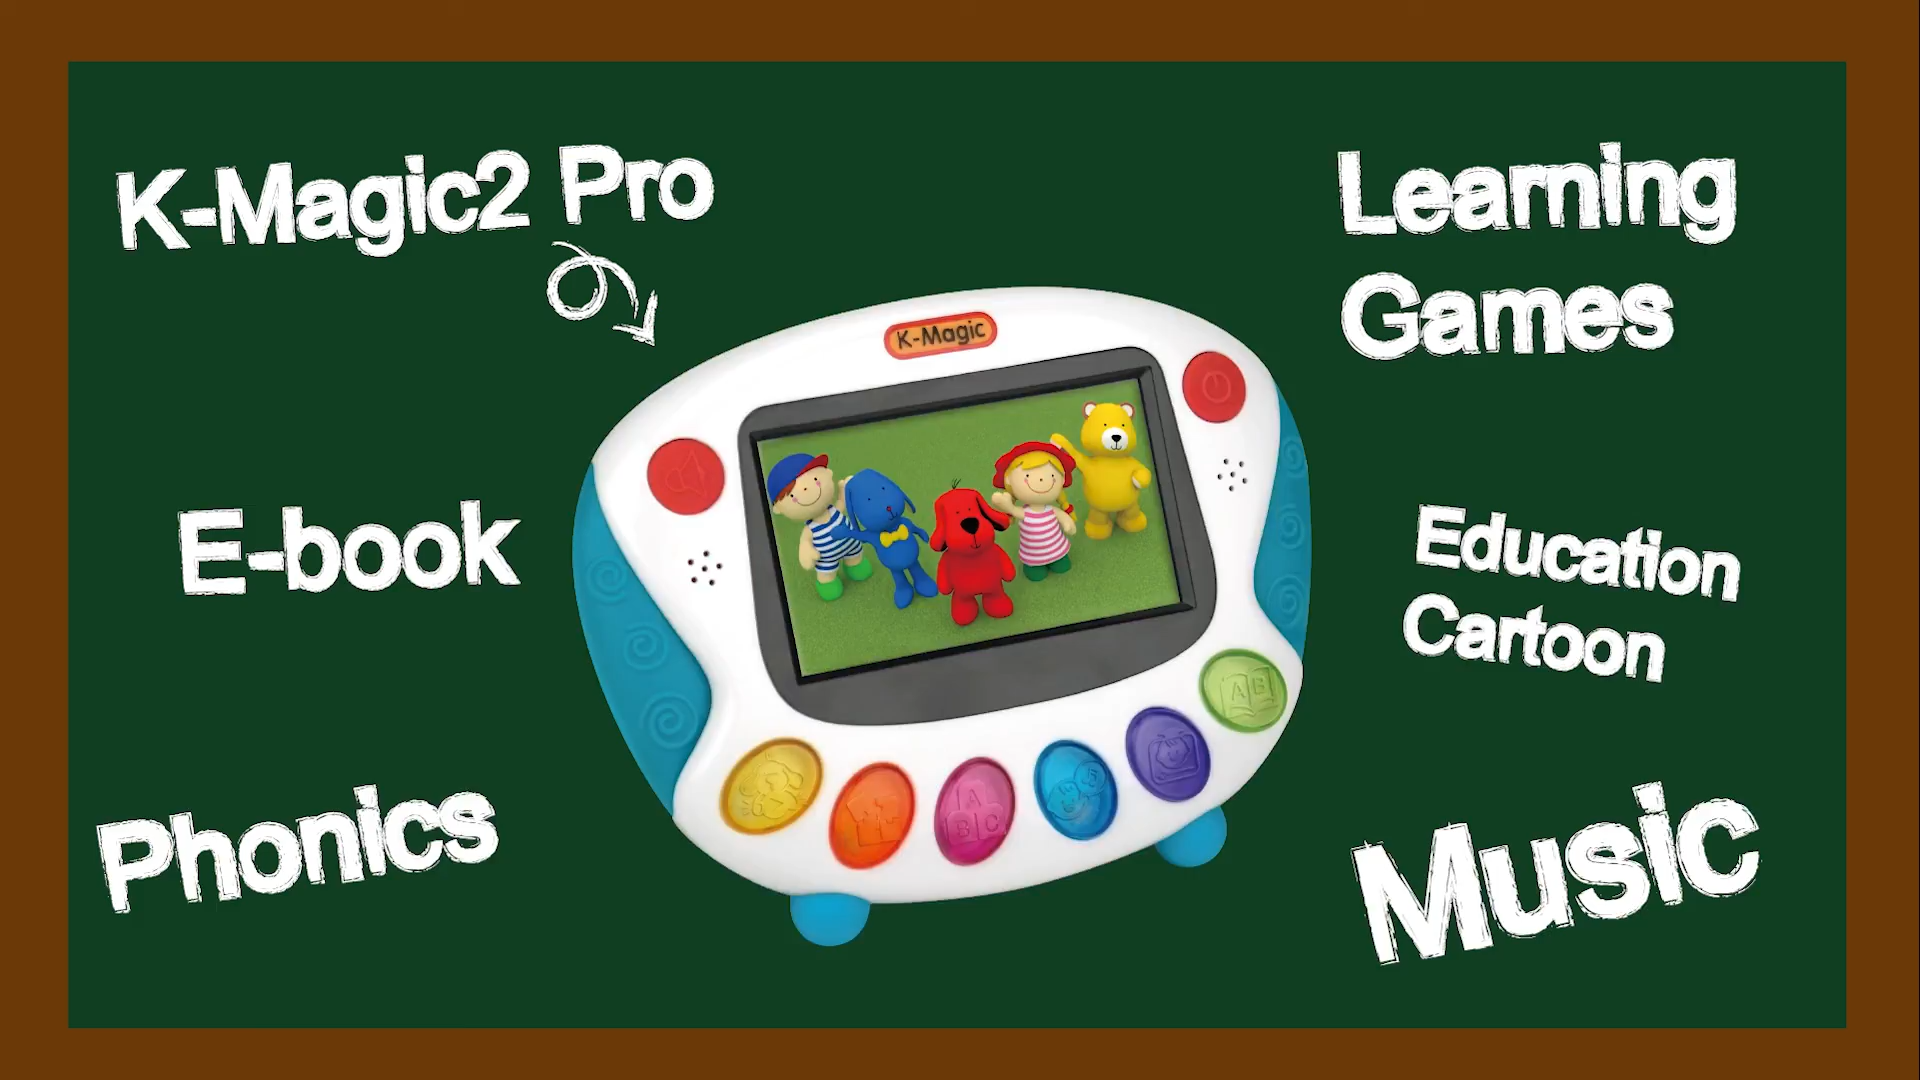 K-Magic2 Pro
Learning
Games
K-Magic
E-book
Education
Cartoon
A B
A
B C
Phonics
Music